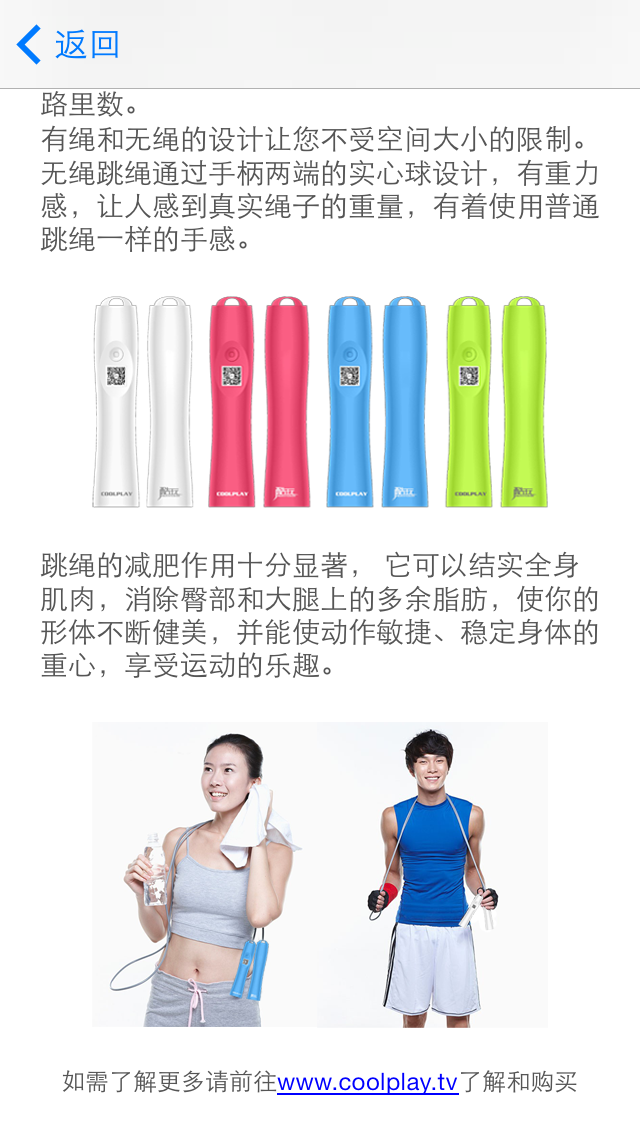 返回
路里数。
有绳和无绳的设计让您不受空间大小的限制。
无绳跳绳通过手柄两端的实心球设计，有重力
感，让人感到真实绳子的重量，有着使用普通
跳绳一样的手感。
COOLPLAY COOLPLAY COOLPLAY
跳绳的减肥作用十分显著， 它可以结实全身
肌肉，消除臀部和大腿上的多余脂肪，使你的
形体不断健美，并能使动作敏捷、稳定身体的
重心，享受运动的乐趣。
如需了解更多请前往www.coolplay.tv了解和购买